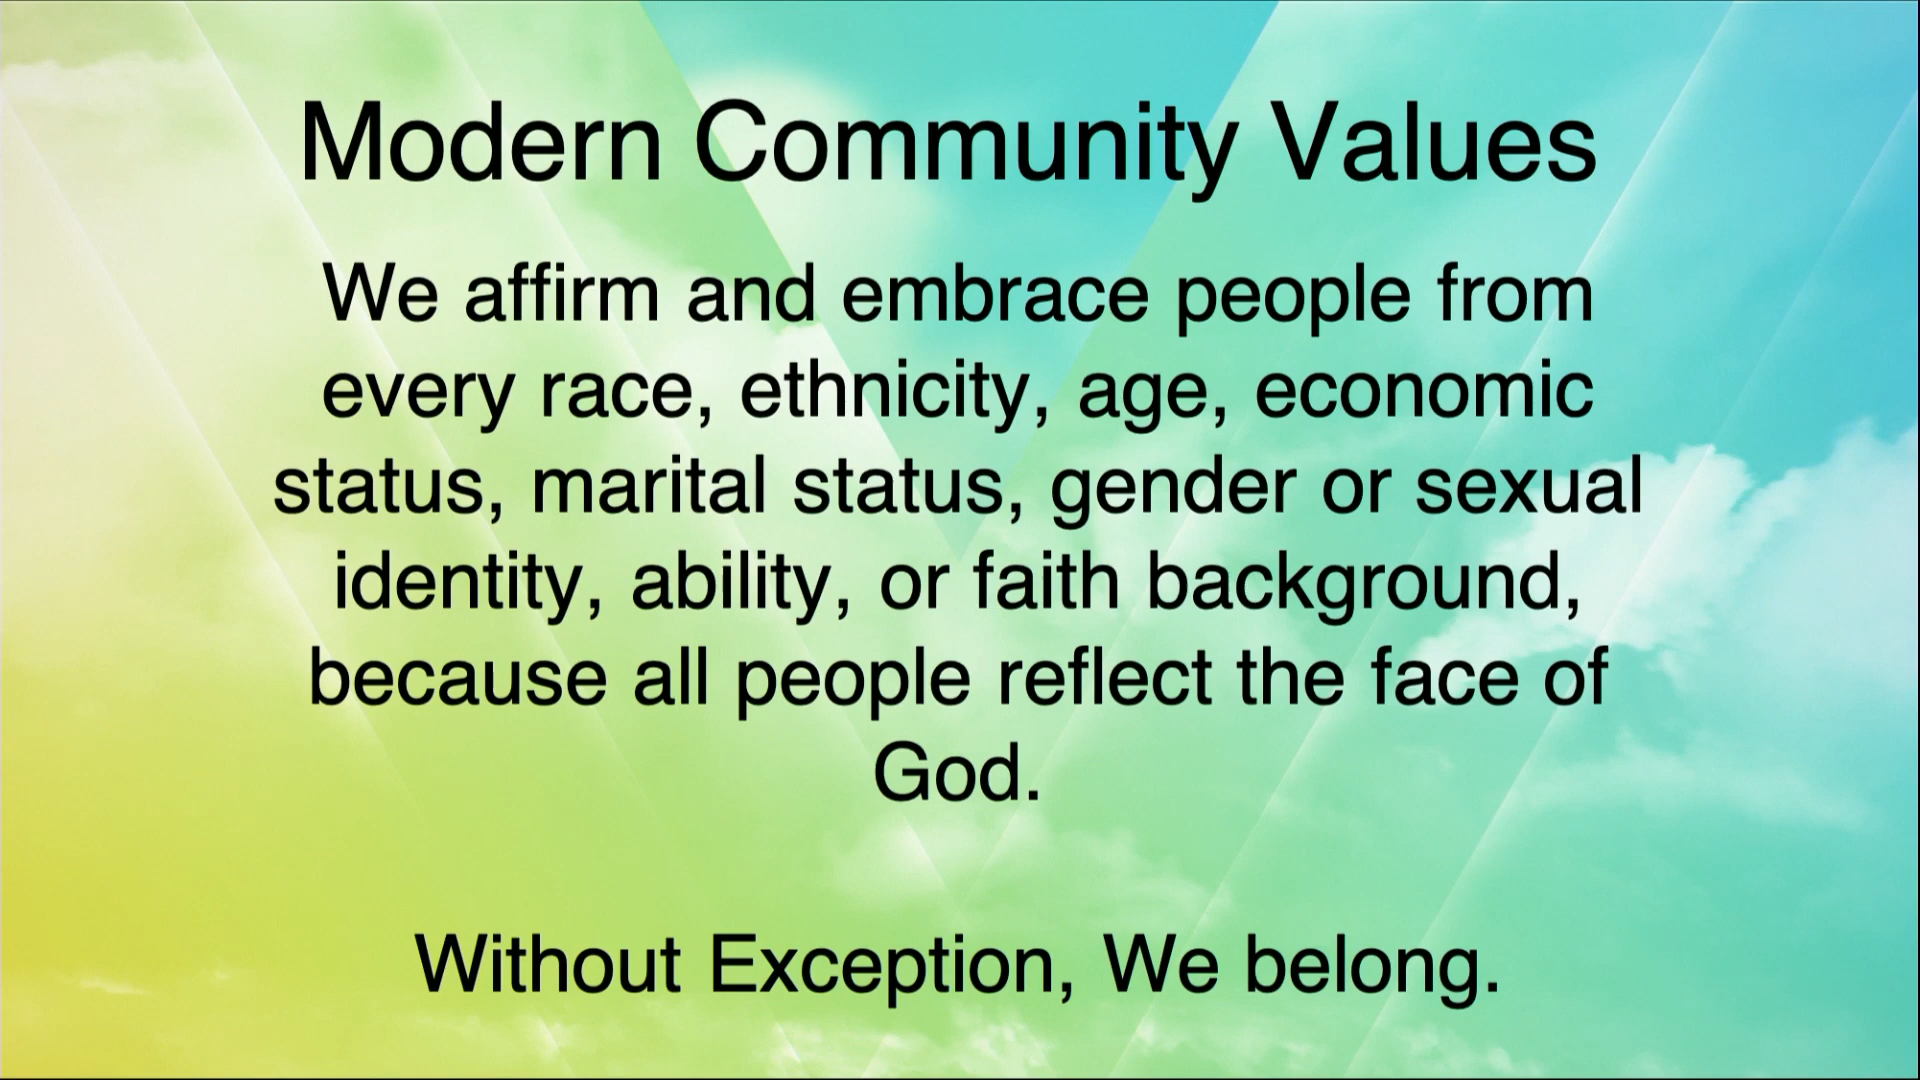 Modern Community Values
We affirm and embrace people from
every race, ethnicity, age, economic
status, marital status, gender or sexual
identity, ability, or faith background,
because all people reflect the face of
God.
Without Exception, We belong.